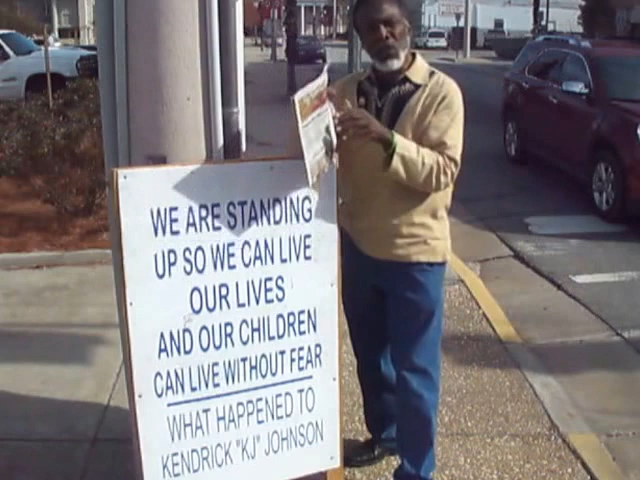 WE ARE STANDING
UP SO WE CAN LIVE
OUR LIVES
AND OUR CHILDREN
CAN LIVE WITHOUT FEAR
WHAT HAPPENED TO
KENDRICK "KJ" JOHNSON